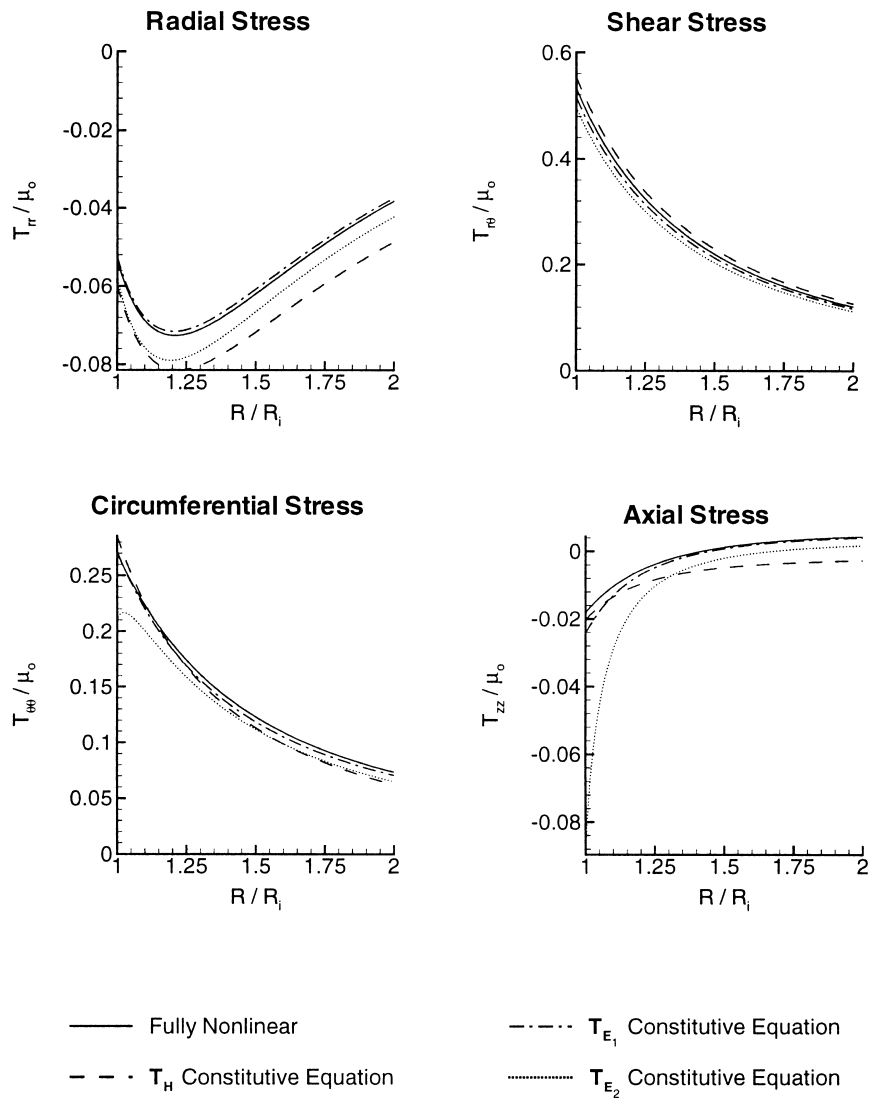 Radial Stress
0
-0.02
-0.04
-0.06
-0.08
T_rr / μ_o
1 1.25 1.5 1.75 2
R / R_i
Shear Stress
0.6
0.4
0.2
0
T_rθ / μ_o
1 1.25 1.5 1.75 2
R / R_i
Circumferential Stress
0.25
0.2
0.15
0.1
0.05
0
T_θθ / μ_o
1 1.25 1.5 1.75 2
R / R_i
Axial Stress
0
-0.02
-0.04
-0.06
-0.08
T_zz / μ_o
1 1.25 1.5 1.75 2
R / R_i
Fully Nonlinear
T_H Constitutive Equation
T_E₁ Constitutive Equation
T_E₂ Constitutive Equation